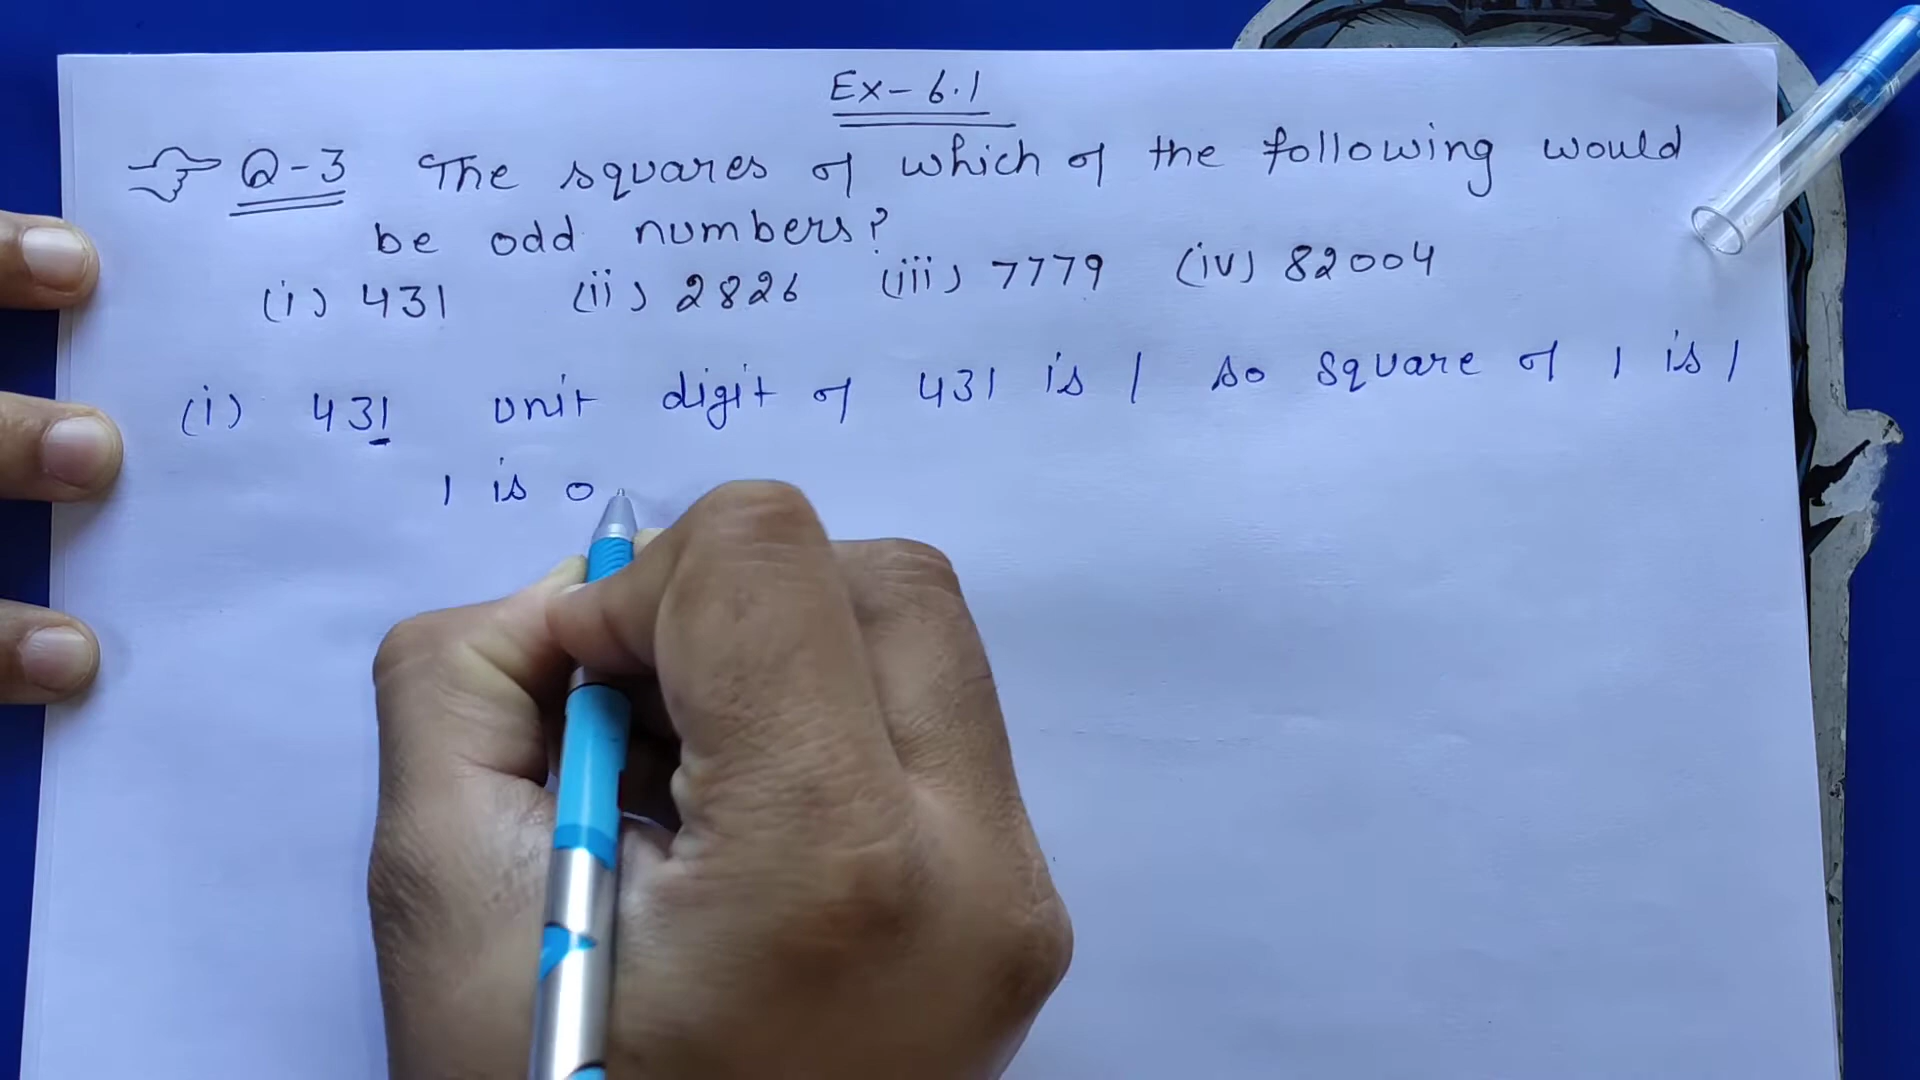 Ex- 6.1
Q-3 The squares of which of the following would
be odd numbers?
(i) 431 (ii) 2826 (iii) 7779 (iv) 82004
(i) 431 unit digit of 431 is 1 so square of 1 is 1
1 is o